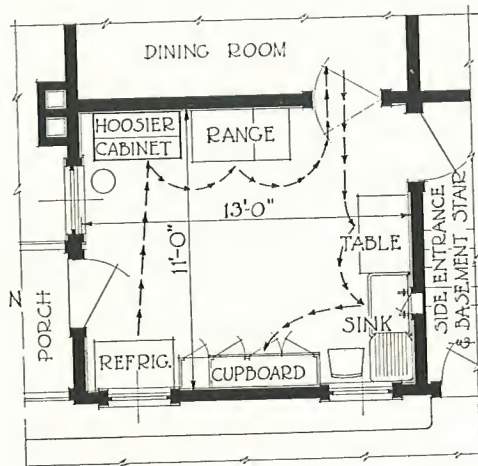 DINING ROOM
HOOSIER
CABINET
RANGE
13'-0"
11'-0"
TABLE
SIDE ENTRANCE
& BASEMENT STAIR
N
PORCH
SINK
REFRIG.
CUPBOARD